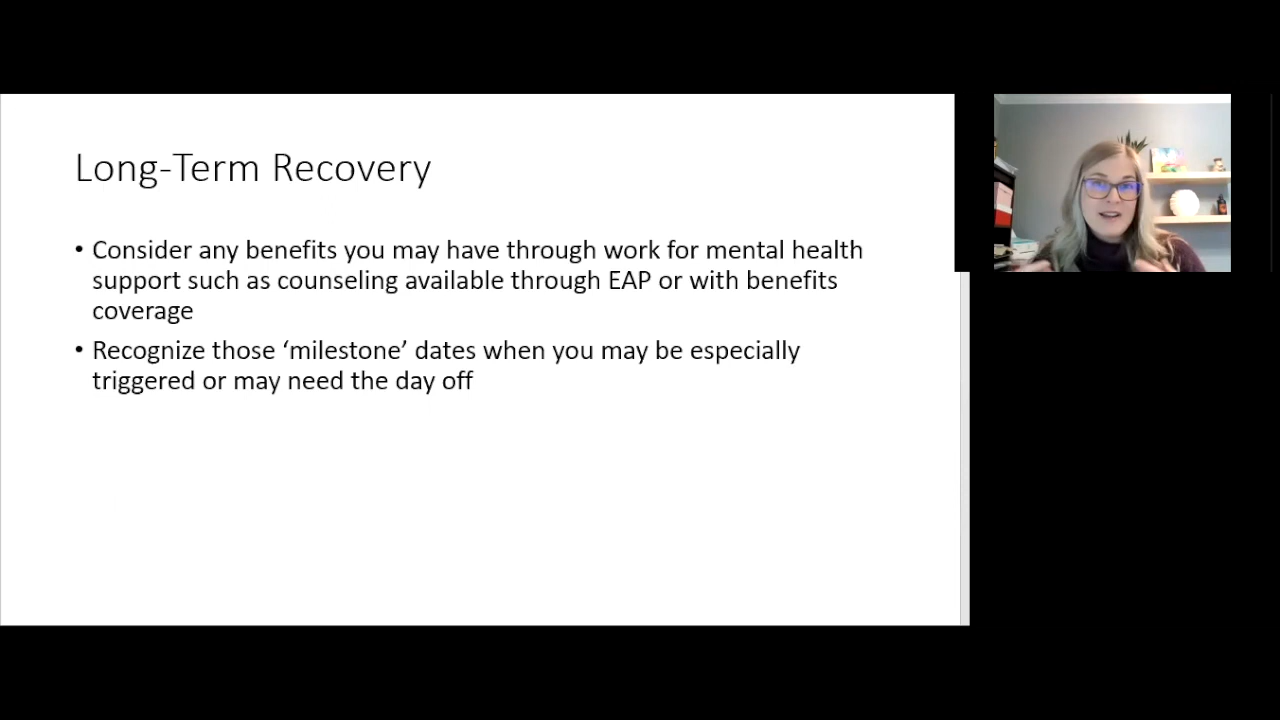 Long-Term Recovery
• Consider any benefits you may have through work for mental health
support such as counseling available through EAP or with benefits
coverage
• Recognize those ‘milestone’ dates when you may be especially
triggered or may need the day off